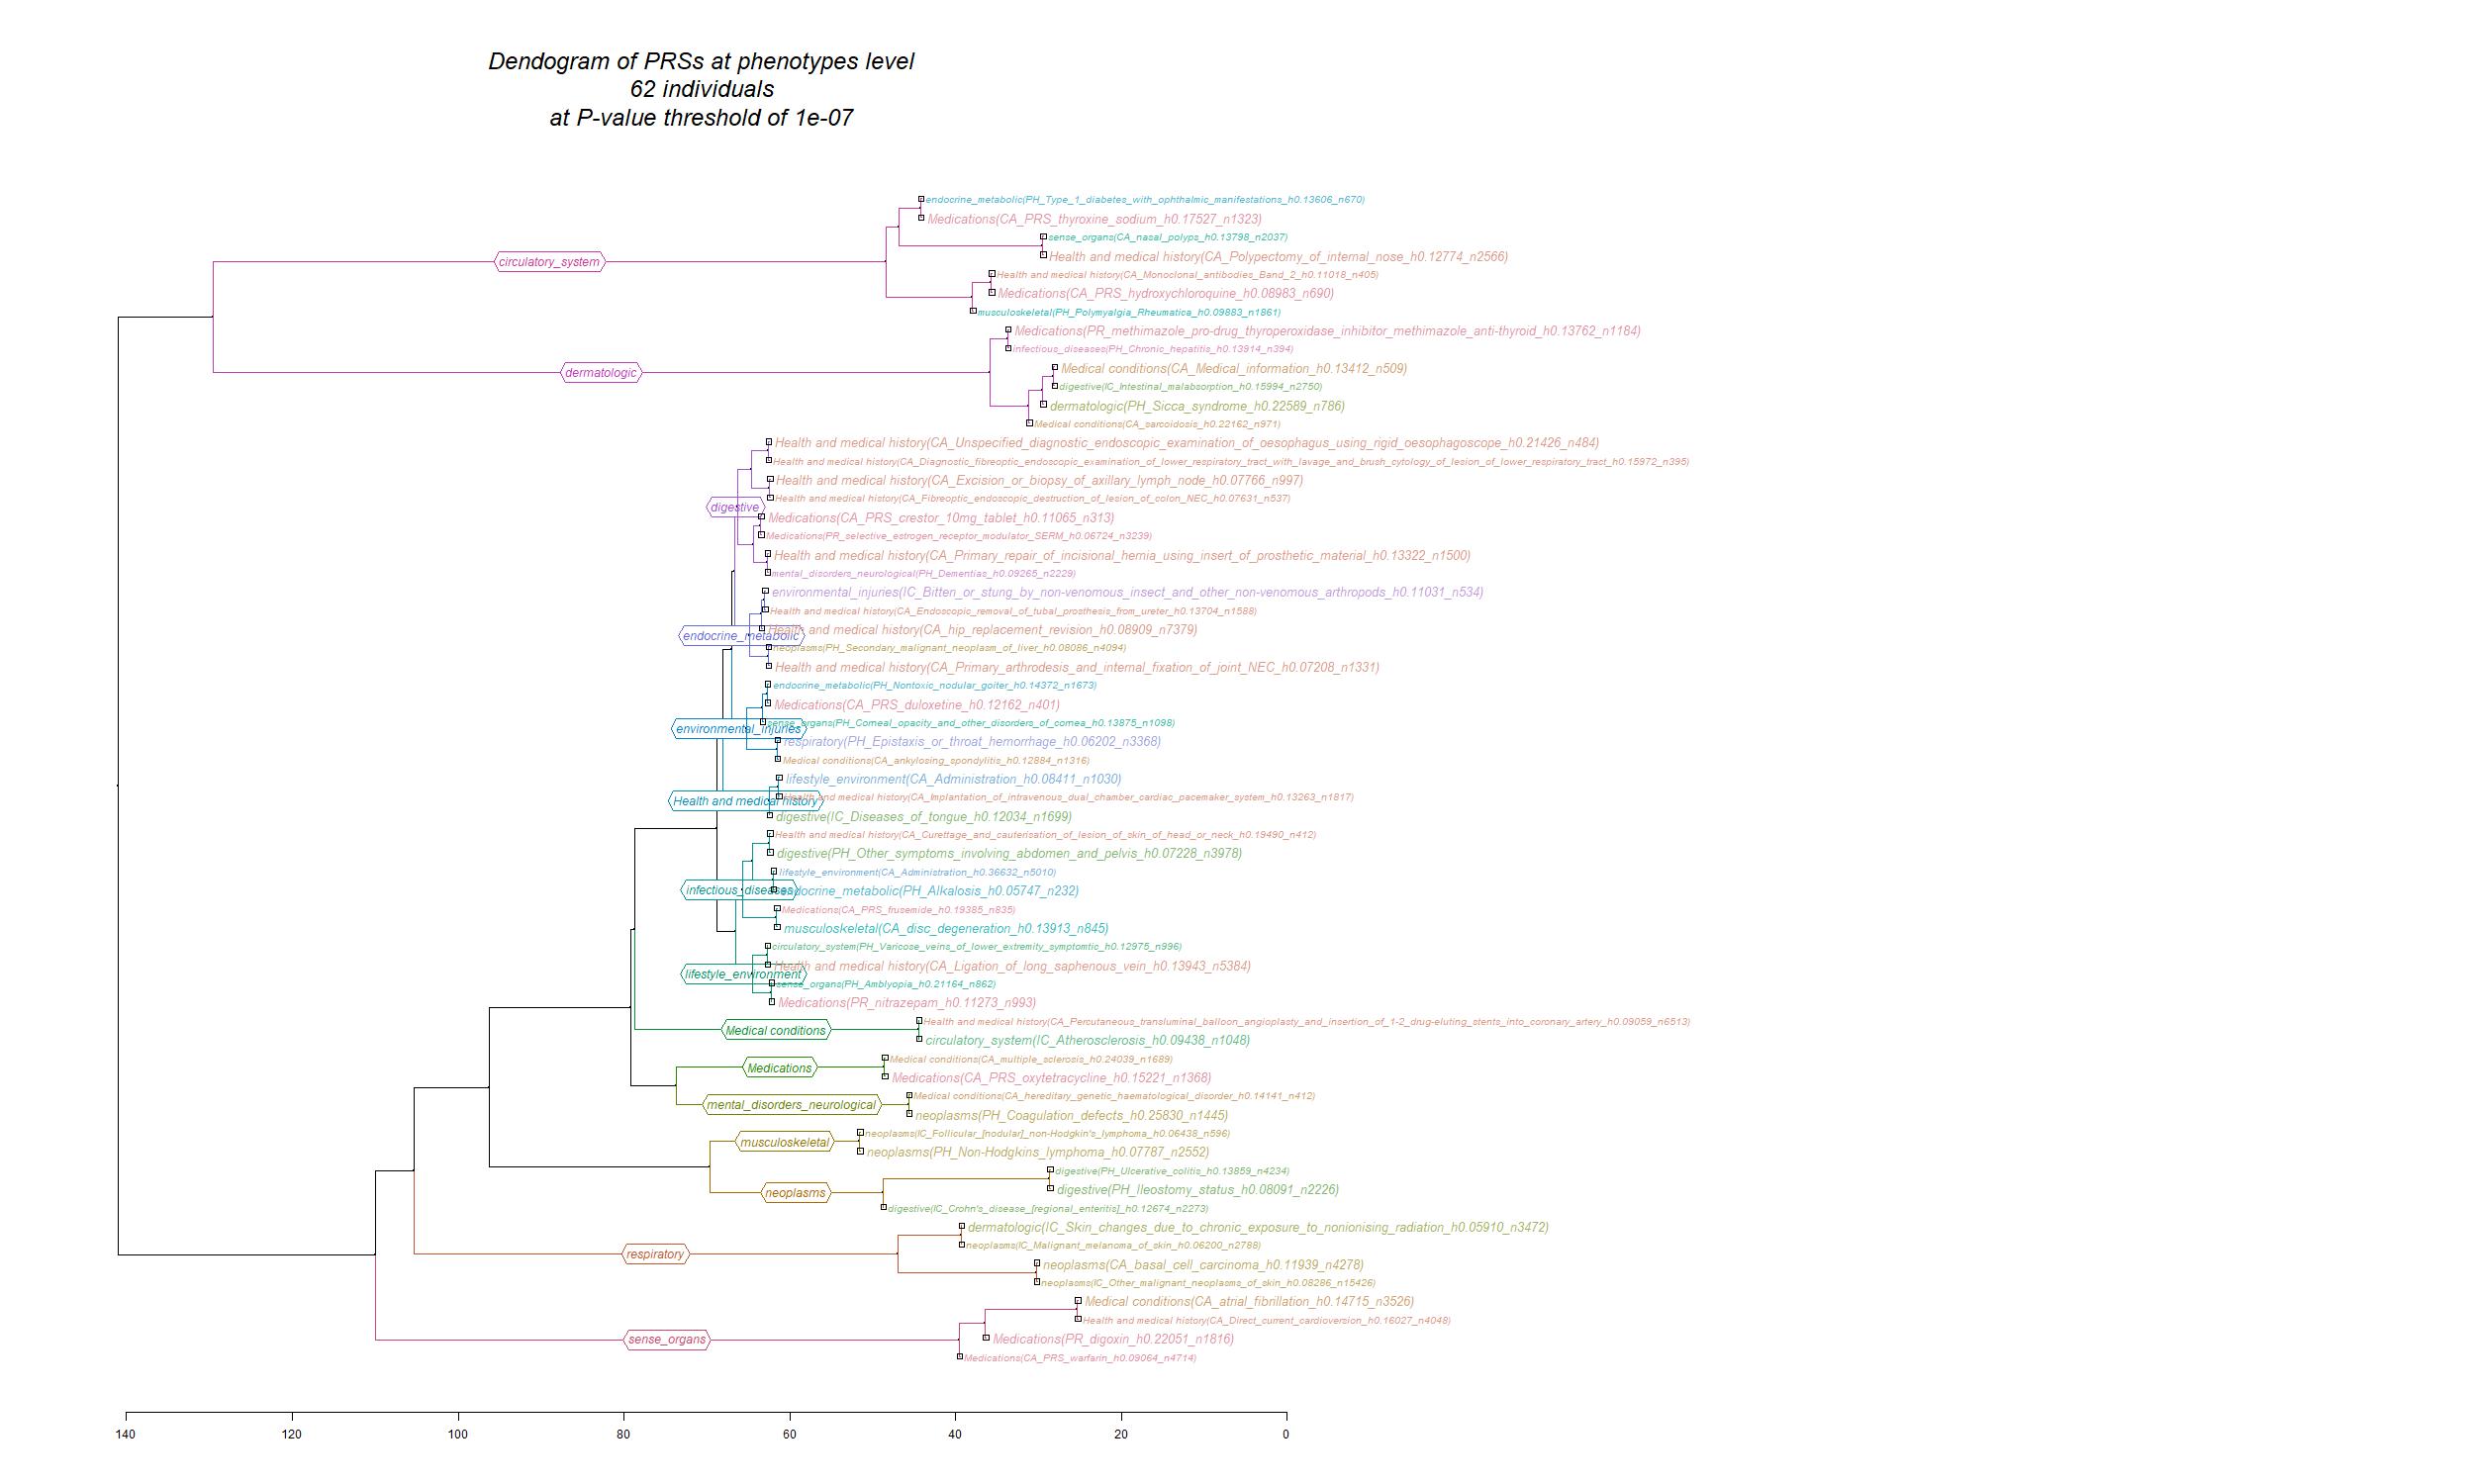 Dendogram of PRSs at phenotypes level
62 individuals
at P-value threshold of 1e-07
endocrine_metabolic(PH_Type_1_diabetes_with_ophthalmic_manifestations_h0.13606_n670)
Medications(CA_PRS_thyroxine_sodium_h0.17527_n1323)
sense_organs(CA_nasal_polyps_h0.13798_n2037)
Health and medical history(CA_Polypectomy_of_internal_nose_h0.12774_n2566)
circulatory_system
Health and medical history(CA_Monoclonal_antibodies_Band_2_h0.11018_n405)
Medications(CA_PRS_hydroxychloroquine_h0.08983_n690)
musculoskeletal(PH_Polymyalgia_Rheumatica_h0.09883_n1861)
Medications(PR_methimazole_pro-drug_thyroperoxidase_inhibitor_methimazole_anti-thyroid_h0.13762_n1184)
infectious_diseases(PH_Chronic_hepatitis_h0.13914_n394)
Medical conditions(CA_Medical_information_h0.13412_n509)
dermatologic
digestive(IC_Intestinal_malabsorption_h0.15994_n2750)
dermatologic(PH_Sicca_syndrome_h0.22589_n786)
Medical conditions(CA_sarcoidosis_h0.22162_n971)
Health and medical history(CA_Unspecified_diagnostic_endoscopic_examination_of_oesophagus_using_rigid_oesophagoscope_h0.21426_n484)
Health and medical history(CA_Diagnostic_fibreoptic_endoscopic_examination_of_lower_respiratory_tract_with_lavage_and_brush_cytology_of_lesion_of_lower_respiratory_tract_h0.15972_n395)
Health and medical history(CA_Excision_or_biopsy_of_axillary_lymph_node_h0.07766_n997)
Health and medical history(CA_Fibreoptic_endoscopic_destruction_of_lesion_of_colon_NEC_h0.07631_n537)
digestive
Medications(CA_PRS_crestor_10mg_tablet_h0.11065_n313)
Medications(PR_selective_estrogen_receptor_modulator_SERM_h0.06724_n3239)
Health and medical history(CA_Primary_repair_of_incisional_hernia_using_insert_of_prosthetic_material_h0.13322_n1500)
mental_disorders_neurological(PH_Dementias_h0.09265_n2229)
environmental_injuries(IC_Bitten_or_stung_by_non-venomous_insect_and_other_non-venomous_arthropods_h0.11031_n534)
Health and medical history(CA_Endoscopic_removal_of_tubal_prosthesis_from_ureter_h0.13704_n1588)
Health and medical history(CA_hip_replacement_revision_h0.08909_n7379)
endocrine_metabolic
neoplasms(PH_Secondary_malignant_neoplasm_of_liver_h0.08086_n4094)
Health and medical history(CA_Primary_arthrodesis_and_internal_fixation_of_joint_NEC_h0.07208_n1331)
endocrine_metabolic(PH_Nontoxic_nodular_goiter_h0.14372_n1673)
Medications(CA_PRS_duloxetine_h0.12162_n401)
sense_organs(PH_Corneal_opacity_and_other_disorders_of_cornea_h0.13875_n1098)
environmental_injuries
respiratory(PH_Epistaxis_or_throat_hemorrhage_h0.06202_n3368)
Medical conditions(CA_ankylosing_spondylitis_h0.12884_n1316)
lifestyle_environment(CA_Administration_h0.08411_n1030)
Health and medical history(CA_Implantation_of_intravenous_dual_chamber_cardiac_pacemaker_system_h0.13263_n1817)
Health and medical history
digestive(IC_Diseases_of_tongue_h0.12034_n1699)
Health and medical history(CA_Curettage_and_cauterisation_of_lesion_of_skin_of_head_or_neck_h0.19490_n412)
digestive(PH_Other_symptoms_involving_abdomen_and_pelvis_h0.07228_n3978)
lifestyle_environment(CA_Administration_h0.36632_n5010)
infectious_diseases
endocrine_metabolic(PH_Alkalosis_h0.05747_n232)
Medications(CA_PRS_frusemide_h0.19385_n835)
musculoskeletal(CA_disc_degeneration_h0.13913_n845)
circulatory_system(PH_Varicose_veins_of_lower_extremity_symptomtic_h0.12975_n996)
Health and medical history(CA_Ligation_of_long_saphenous_vein_h0.13943_n5384)
lifestyle_environment
sense_organs(PH_Amblyopia_h0.21164_n862)
Medications(PR_nitrazepam_h0.11273_n993)
Health and medical history(CA_Percutaneous_transluminal_balloon_angioplasty_and_insertion_of_1-2_drug-eluting_stents_into_coronary_artery_h0.09059_n6513)
Medical conditions
circulatory_system(IC_Atherosclerosis_h0.09438_n1048)
Medical conditions(CA_multiple_sclerosis_h0.24039_n1689)
Medications
Medications(CA_PRS_oxytetracycline_h0.15221_n1368)
Medical conditions(CA_hereditary_genetic_haematological_disorder_h0.14141_n412)
mental_disorders_neurological
neoplasms(PH_Coagulation_defects_h0.25830_n1445)
neoplasms(IC_Follicular_[nodular]_non-Hodgkin's_lymphoma_h0.06438_n596)
musculoskeletal
neoplasms(PH_Non-Hodgkins_lymphoma_h0.07787_n2552)
digestive(PH_Ulcerative_colitis_h0.13859_n4234)
digestive(PH_Ileostomy_status_h0.08091_n2226)
neoplasms
digestive(IC_Crohn's_disease_[regional_enteritis]_h0.12674_n2273)
dermatologic(IC_Skin_changes_due_to_chronic_exposure_to_nonionising_radiation_h0.05910_n3472)
neoplasms(IC_Malignant_melanoma_of_skin_h0.06200_n2788)
respiratory
neoplasms(CA_basal_cell_carcinoma_h0.11939_n4278)
neoplasms(IC_Other_malignant_neoplasms_of_skin_h0.08286_n15426)
Medical conditions(CA_atrial_fibrillation_h0.14715_n3526)
Health and medical history(CA_Direct_current_cardioversion_h0.16027_n4048)
sense_organs
Medications(PR_digoxin_h0.22051_n1816)
Medications(CA_PRS_warfarin_h0.09064_n4714)
140 120 100 80 60 40 20 0